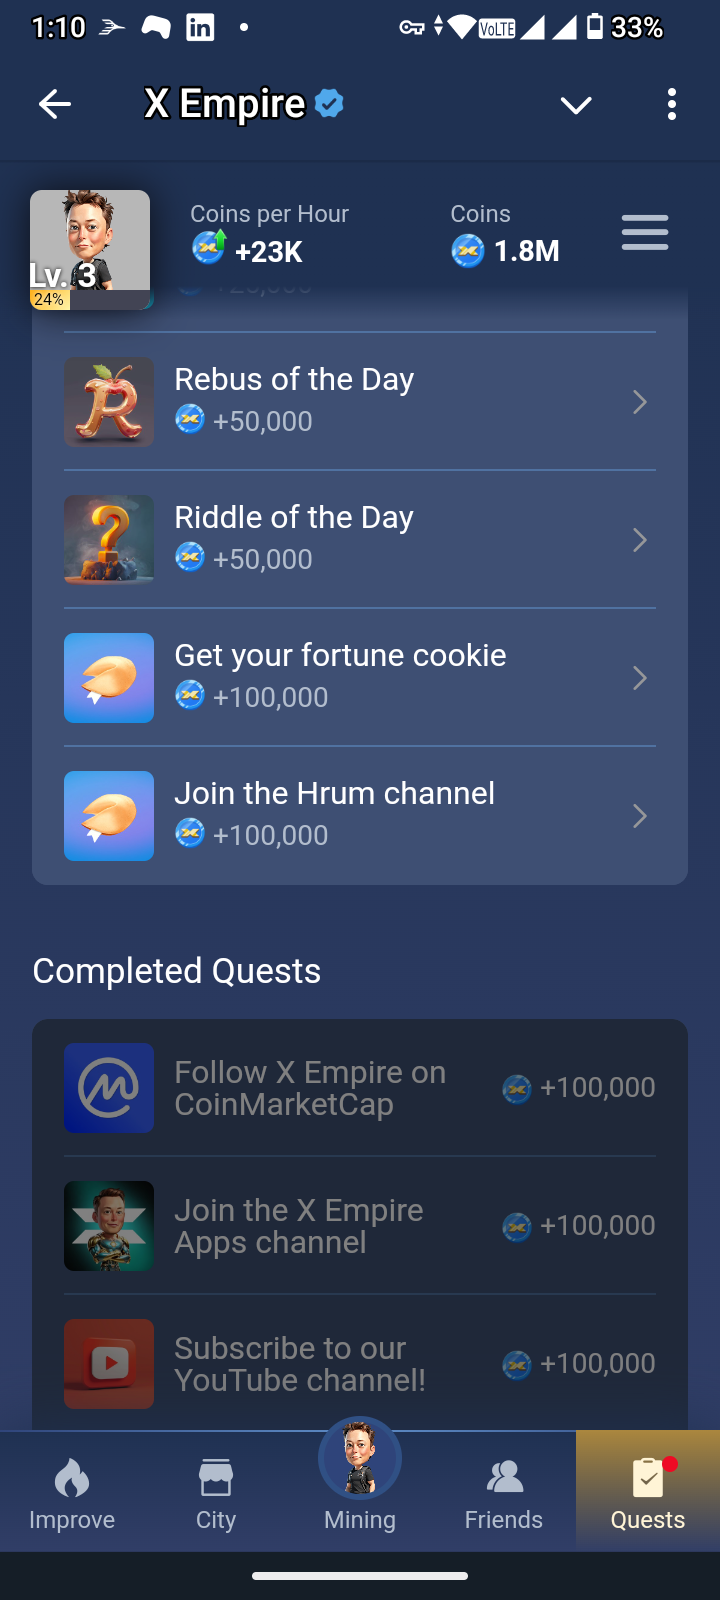 1:10
in
VoLTE
33%
X Empire
Coins per Hour
+23K
Coins
1.8M
Lv. 3
24%
Rebus of the Day
+50,000
Riddle of the Day
+50,000
Get your fortune cookie
+100,000
Join the Hrum channel
+100,000
Completed Quests
Follow X Empire on
CoinMarketCap
+100,000
Join the X Empire
Apps channel
+100,000
Subscribe to our
YouTube channel!
+100,000
Improve
City
Mining
Friends
Quests